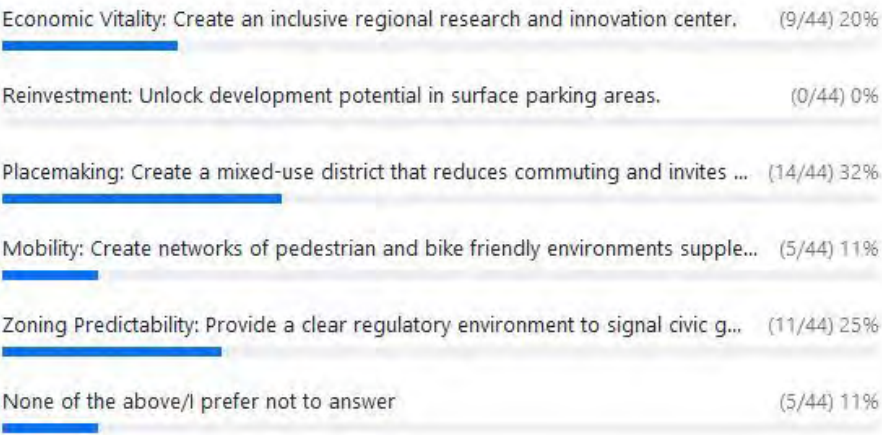 Economic Vitality: Create an inclusive regional research and innovation center. (9/44) 20%
Reinvestment: Unlock development potential in surface parking areas. (0/44) 0%
Placemaking: Create a mixed-use district that reduces commuting and invites ... (14/44) 32%
Mobility: Create networks of pedestrian and bike friendly environments supple... (5/44) 11%
Zoning Predictability: Provide a clear regulatory environment to signal civic g... (11/44) 25%
None of the above/I prefer not to answer (5/44) 11%